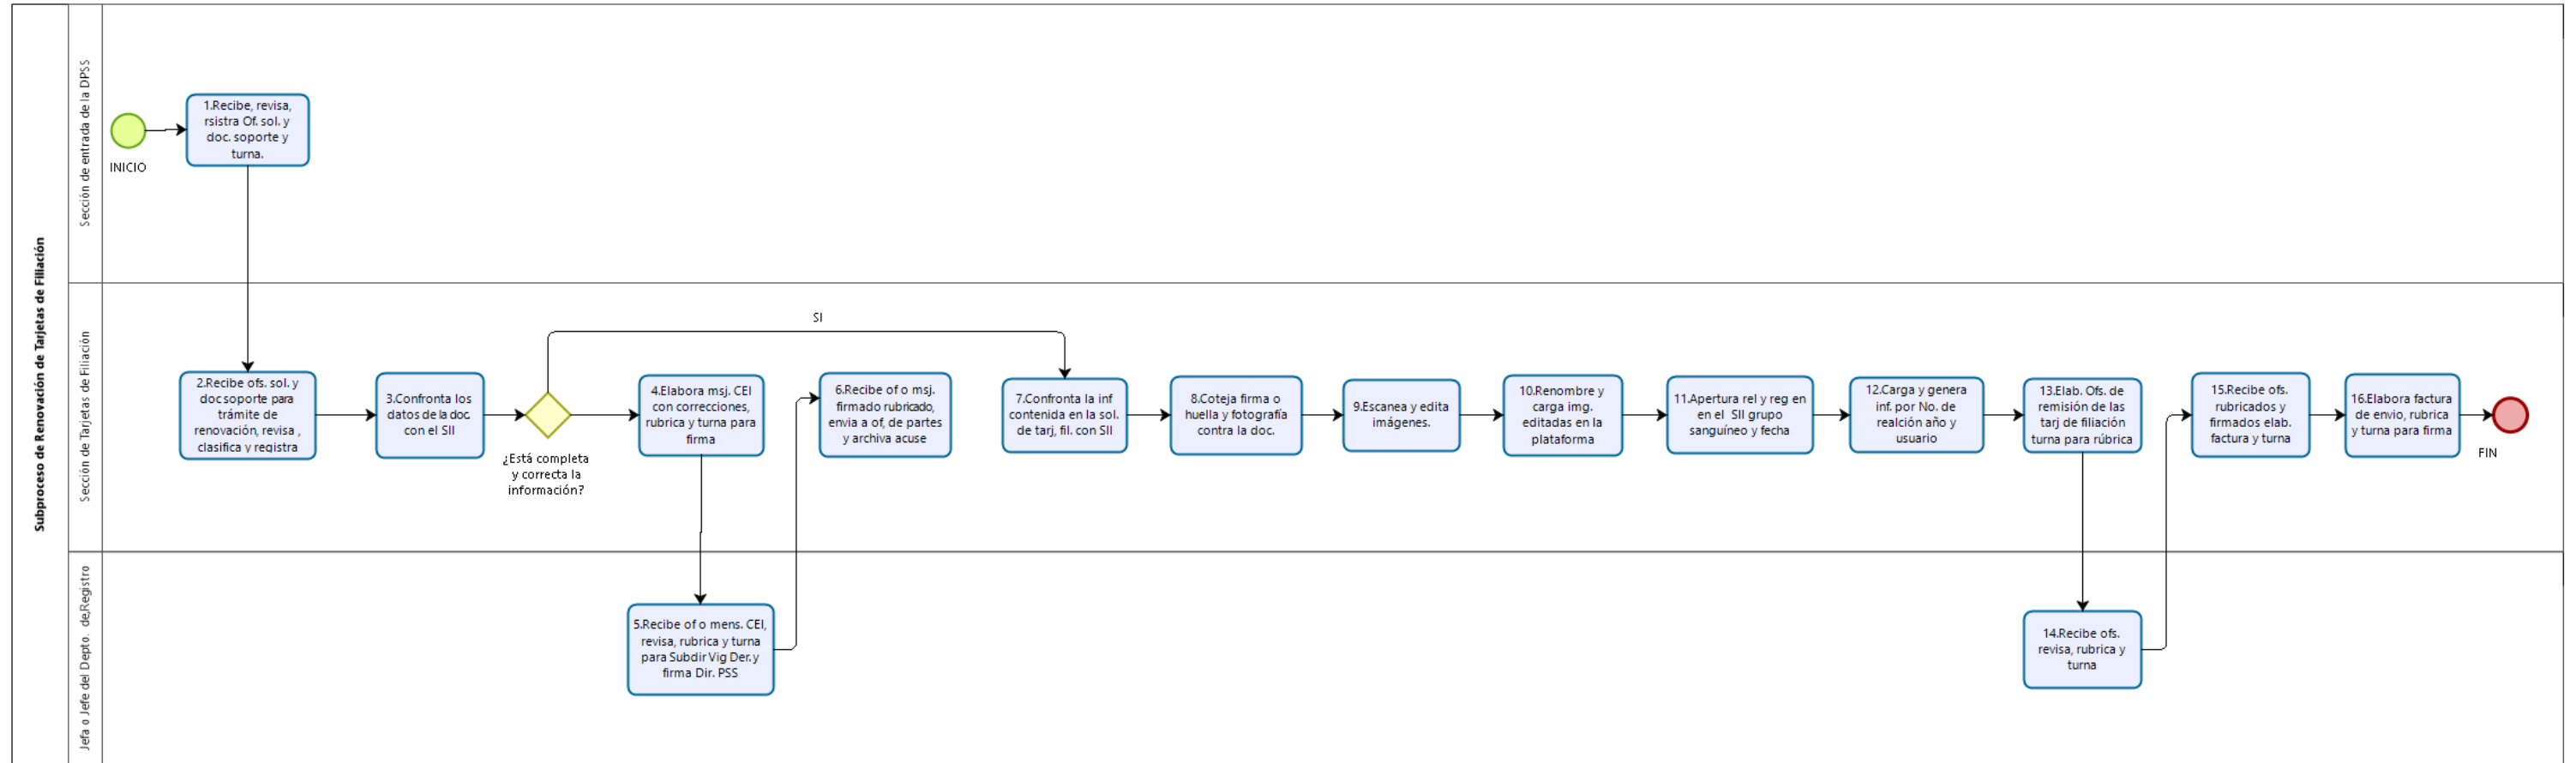 Subproceso de Renovación de Tarjetas de Filiación
Sección de entrada de la DPSS
INICIO
1.Recibe, revisa,
rsistra Of. sol. y
doc. soporte y
turna.
Sección de Tarjetas de Filiación
2.Recibe ofs. sol. y
doc soporte para
trámite de
renovación, revisa ,
clasifica y registra
3.Confronta los
datos de la doc.
con el SII
¿Está completa
y correcta la
información?
SI
4.Elabora msj. CEI
con correcciones,
rubrica y turna para
firma
6.Recibe of o msj.
firmado rubricado,
envia a of, de partes
y archiva acuse
7.Confronta la inf
contenida en la sol.
de tarj, fil. con SII
8.Coteja firma o
huella y fotografía
contra la doc.
9.Escanea y edita
imágenes.
10.Renombre y
carga img.
editadas en la
plataforma
11.Apertura rel y reg en
en el SII grupo
sanguíneo y fecha
12.Carga y genera
inf. por No. de
realción año y
usuario
13.Elab. Ofs. de
remisión de las
tarj de filiación
turna para rúbrica
15.Recibe ofs.
rubricados y
firmados elab.
factura y turna
16.Elabora factura
de envio, rubrica
y turna para firma
FIN
Jefa o Jefe del Depto. de,Registro
5.Recibe of o mens. CEI,
revisa, rubrica y turna
para Subdir Vig Der. y
firma Dir. PSS
14.Recibe ofs.
revisa, rubrica y
turna